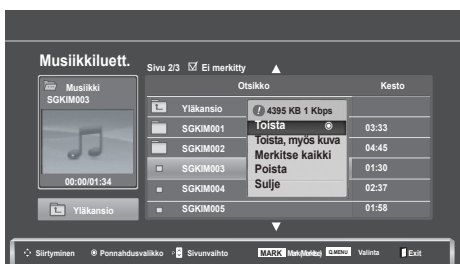 Musiikkiluett.
Sivu 2/3 Ei merkitty
Musiikki
SGKIM003
00:00/01:34
Yläkansio
Otsikko Kesto
Yläkansio
SGKIM001 03:33
SGKIM002 04:45
SGKIM003 01:30
SGKIM004 02:37
SGKIM005 01:58
4395 KB 1 Kbps
Toista
Toista, myös kuva
Merkitse kaikki
Poista
Sulje
Siirtyminen Ponnahdusvalikko Sivunvaihto MARK Q.MENU Valinta Exit